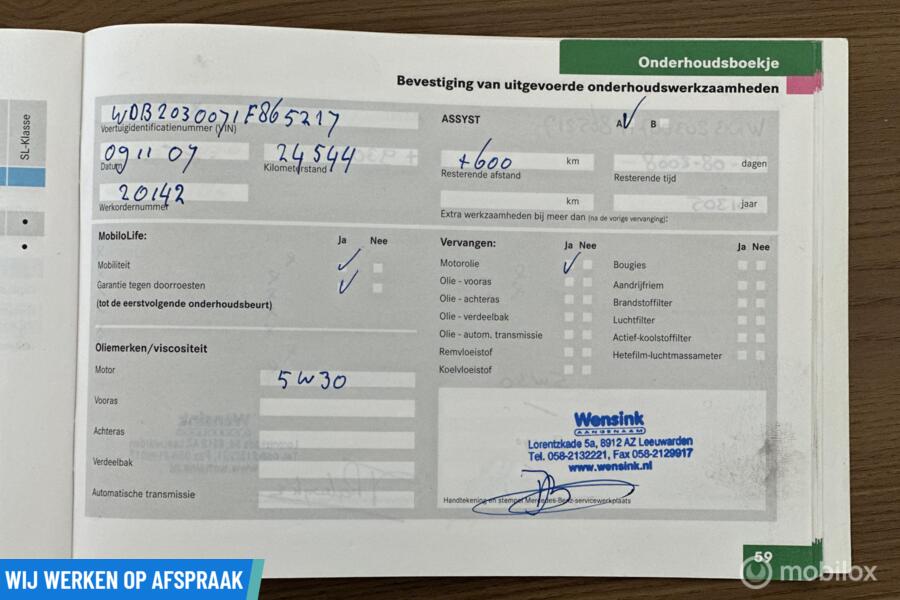 SL-Klasse
Onderhoudsboekje
Bevestiging van uitgevoerde onderhoudswerkzaamheden
WDB2030071F865217
Voertuigidentificatienummer (VIN)
09 11 07
Datum
24544
Kilometerstand
20142
Werkordernummer
ASSYST
A B
+600 km
Resterende afstand
dagen
Resterende tijd
km
jaar
Extra werkzaamheden bij meer dan (na de vorige vervanging):
MobiloLife:
Ja Nee
Mobiliteit
Garantie tegen doorroesten
(tot de eerstvolgende onderhoudsbeurt)
Vervangen:
Ja Nee
Motorolie
Olie - vooras
Olie - achteras
Olie - verdeelbak
Olie - autom. transmissie
Remvloeistof
Koelvloeistof
Ja Nee
Bougies
Aandrijfriem
Brandstoffilter
Luchtfilter
Actief-koolstoffilter
Hetefilm-luchtmassameter
Oliemerken/viscositeit
Motor
5W30
Vooras
Achteras
Verdeelbak
Automatische transmissie
Wensink
AANGENAAM
Lorentzkade 5a, 8912 AZ Leeuwarden
Tel. 058-2132221, Fax 058-2129917
www.wensink.nl
Handtekening en stempel Mercedes-Benz-servicewerkplaats
59
WIJ WERKEN OP AFSPRAAK
mobilox